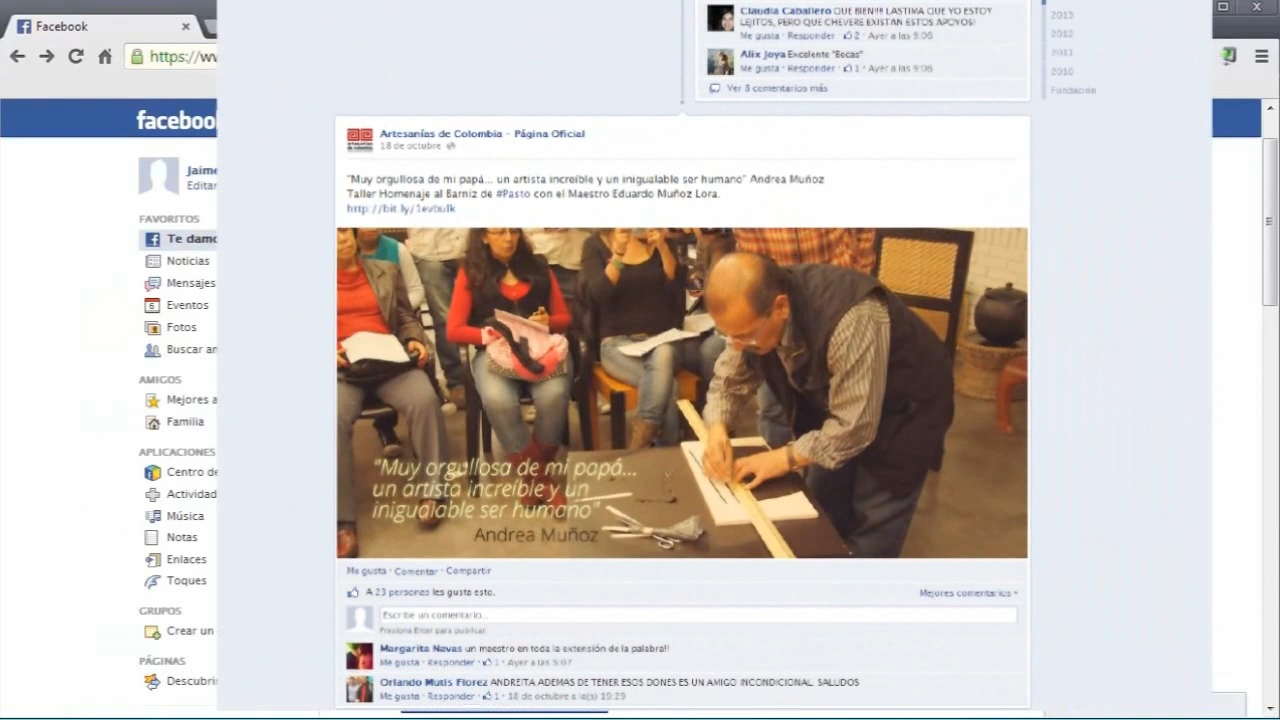 Facebook
https://ww
facebook
Jaime
Editar
FAVORITOS
Te damo
Noticias
Mensajes
Eventos
Fotos
Buscar am
AMIGOS
Mejores a
Familia
APLICACIONES
Centro de
Actividad
Música
Notas
Enlaces
Toques
GRUPOS
Crear un
PÁGINAS
Descubri
Claudia Caballero QUE BIEN!!! LASTIMA QUE YO ESTOY
LEJITOS, PERO QUE CHEVERE EXISTAN ESTOS APOYOS!
Me gusta · Responder · 2 · Ayer a las 9:06
Alix Joya Excelente "Becas"
Me gusta · Responder · 1 · Ayer a las 9:06
Ver 8 comentarios más
2013
2012
2011
2010
Fundación
Artesanías de Colombia - Página Oficial
18 de octubre
"Muy orgullosa de mi papá... un artista increíble y un inigualable ser humano" Andrea Muñoz
Taller Homenaje al Barniz de #Pasto con el Maestro Eduardo Muñoz Lora.
"Muy orgullosa de mi papá...
un artista increíble y un
inigualable ser humano"
Andrea Muñoz
Me gusta · Comentar · Compartir
A 23 personas les gusta esto.
Mejores comentarios
Escribe un comentario...
Presiona Enter para publicar.
Margarita Navas un maestro en toda la extensión de la palabra!!
Me gusta · Responder · 1 · Ayer a las 5:07
Orlando Mutis Florez ANDREITA ADEMAS DE TENER ESOS DONES ES UN AMIGO INCONDICIONAL. SALUDOS
Me gusta · Responder · 1 · 18 de octubre a la(s) 19:29